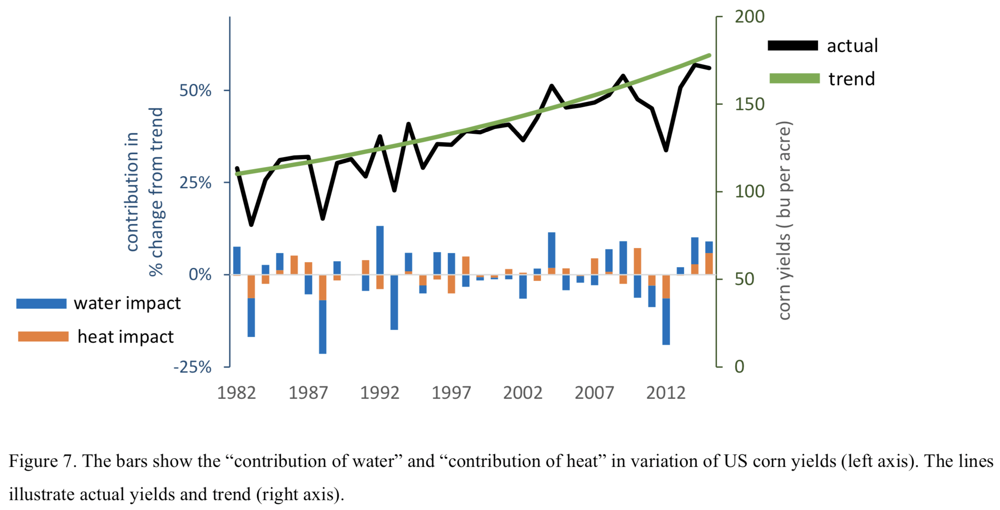 200
actual
trend
50%
150
contribution in
% change from trend
25%
100
corn yields ( bu per acre)
0%
50
water impact
heat impact
-25%
0
1982 1987 1992 1997 2002 2007 2012
Figure 7. The bars show the “contribution of water” and “contribution of heat” in variation of US corn yields (left axis). The lines
illustrate actual yields and trend (right axis).